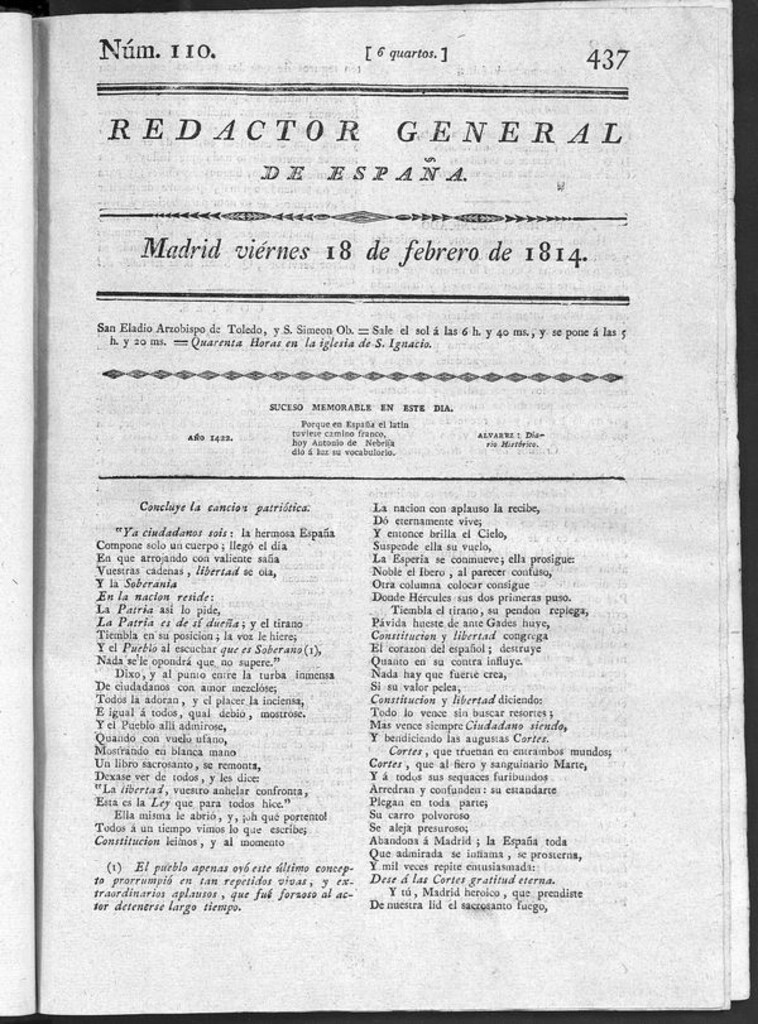 Núm. 110.
[ 6 quartos. ]
437
REDACTOR GENERAL
DE ESPAÑA.
Madrid viérnes 18 de febrero de 1814.
San Eladio Arzobispo de Toledo, y S. Simeon Ob. = Sale el sol á las 6 h. y 40 ms., y se pone á las 5
h. y 20 ms. = Quarenta Horas en la iglesia de S. Ignacio.
SUCESO MEMORABLE EN ESTE DIA.
AÑO 1422.
Porque en España el latin
tuviese camino franco,
hoy Antonio de Nebrija
dió á luz su vocabulorio.
ALVAREZ: Dia-
rio Histórico.
Concluye la cancion patriótica.
"Ya ciudadanos sois: la hermosa España
Compone solo un cuerpo; llegó el dia
En que arrojando con valiente saña
Vuestras cadenas, libertad se oia,
Y la Soberanía
En la nacion reside:
La Patria así lo pide,
La Patria es de sí dueña; y el tirano
Tiembla en su posicion; la voz le hiere;
Y el Pueblo al escuchar que es Soberano (1),
Nada se le opondrá que no supere."
Dixo, y al punto entre la turba inmensa
De ciudadanos con amor mezclóse;
Todos la adoran, y el placer la inciensa,
E igual á todos, qual debió, mostróse.
Y el Pueblo allí admiróse,
Quando con vuelo ufano,
Mostrando en blanca mano
Un libro sacrosanto, se remonta,
Dexase ver de todos, y les dice:
"La libertad, vuestro anhelar confronta,
Esta es la Ley que para todos hice."
Ella misma le abrió, y, ¡oh qué portento!
Todos á un tiempo vimos lo que escribe;
Constitucion leimos, y al momento
(1) El pueblo apenas oyó este último concep-
to prorrumpió en tan repetidos vivas, y ex-
traordinarios aplausos, que fué forzoso al ac-
tor detenerse largo tiempo.
La nacion con aplauso la recibe,
Dó eternamente vive;
Y entonce brilla el Cielo,
Suspende ella su vuelo,
La Esperia se conmueve; ella prosigue:
Noble el Ibero, al parecer confuso,
Otra columna colocar consigue
Donde Hércules sus dos primeras puso.
Tiembla el tirano, su pendon replega,
Pávida hueste de ante Gades huye,
Constitucion y libertad congrega
El corazon del español; destruye
Quanto en su contra influye.
Nada hay que fuerte crea,
Si su valor pelea,
Constitucion y libertad diciendo:
Todo lo vence sin buscar resortes;
Mas vence siempre Ciudadano siendo,
Y bendiciendo las augustas Cortes.
Cortes, que truenan en entrambos mundos;
Cortes, que al fiero y sanguinario Marte,
Y á todos sus sequaces furibundos
Arredran y confunden: su estandarte
Plegan en toda parte;
Su carro polvoroso
Se aleja presuroso;
Abandona á Madrid; la España toda
Que admirada se inflama, se prosterna,
Y mil veces repite entusiasmada:
Dese á las Cortes gratitud eterna.
Y tú, Madrid heroico, que prendiste
De nuestra lid el sacrosanto fuego,